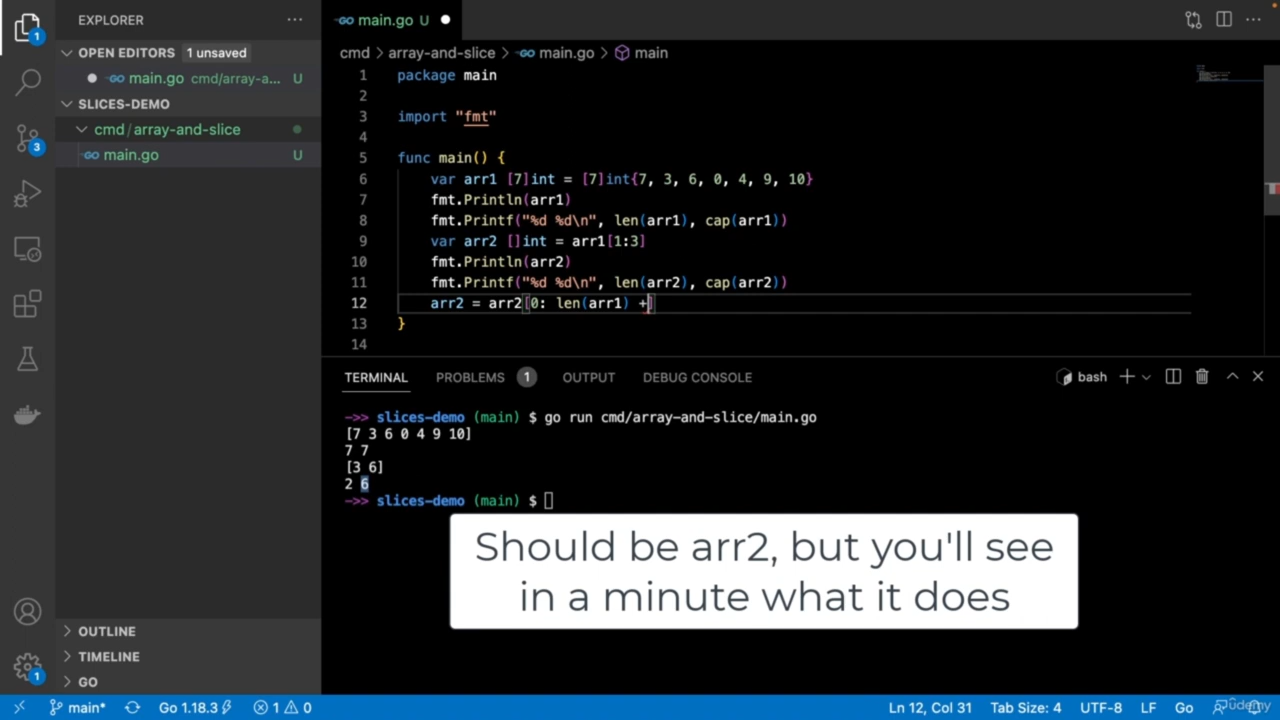 EXPLORER
OPEN EDITORS 1 unsaved
main.go cmd/array-a... U
SLICES-DEMO
cmd/array-and-slice
main.go U
OUTLINE
TIMELINE
GO
1
3
1
main.go U
cmd > array-and-slice > main.go > main
1 package main
2
3 import "fmt"
4
5 func main() {
6 var arr1 [7]int = [7]int{7, 3, 6, 0, 4, 9, 10}
7 fmt.Println(arr1)
8 fmt.Printf("%d %d\n", len(arr1), cap(arr1))
9 var arr2 []int = arr1[1:3]
10 fmt.Println(arr2)
11 fmt.Printf("%d %d\n", len(arr2), cap(arr2))
12 arr2 = arr2[0: len(arr1) +]
13 }
14
TERMINAL PROBLEMS 1 OUTPUT DEBUG CONSOLE bash
->> slices-demo (main) $ go run cmd/array-and-slice/main.go
[7 3 6 0 4 9 10]
7 7
[3 6]
2 6
->> slices-demo (main) $
Should be arr2, but you'll see
in a minute what it does
main* Go 1.18.3 1 0 Ln 12, Col 31 Tab Size: 4 UTF-8 LF Go
udemy